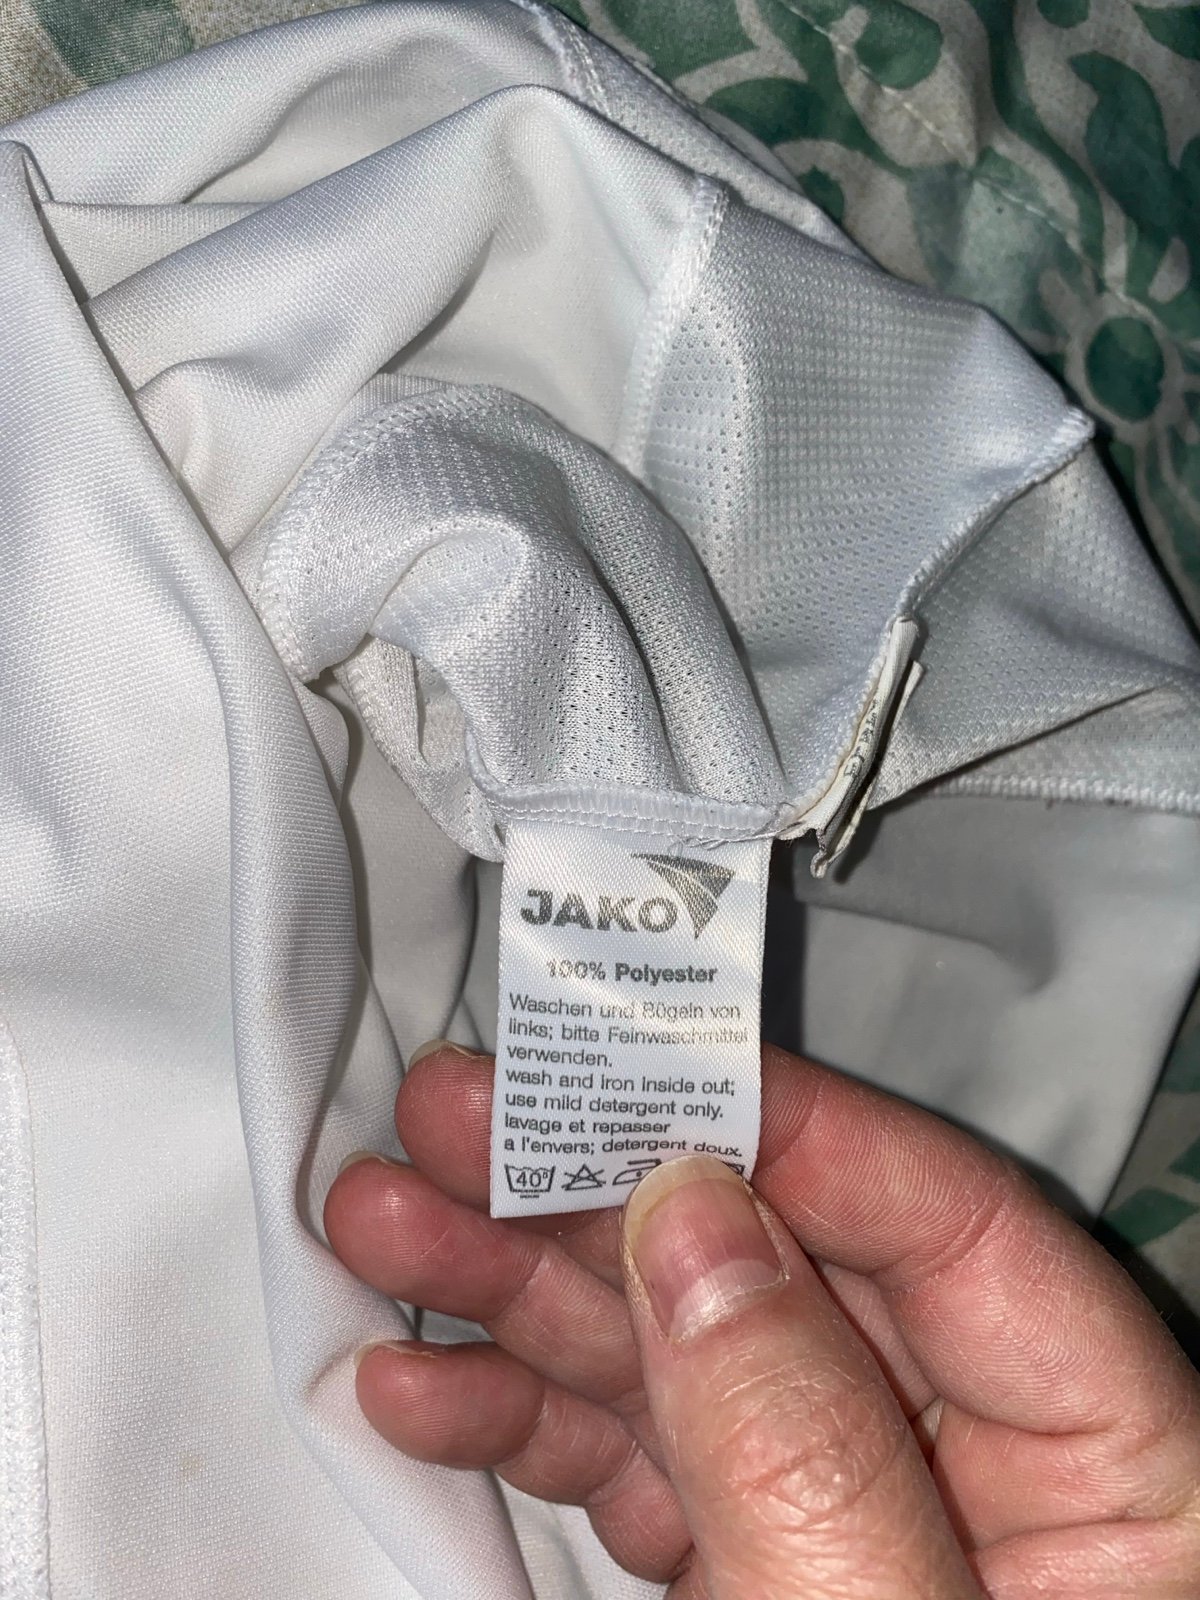 JAKO
100% Polyester
Waschen und Bügeln von
links; bitte Feinwaschmittel
verwenden.
wash and iron inside out;
use mild detergent only.
lavage et repasser
a l'envers; detergent doux.
40°